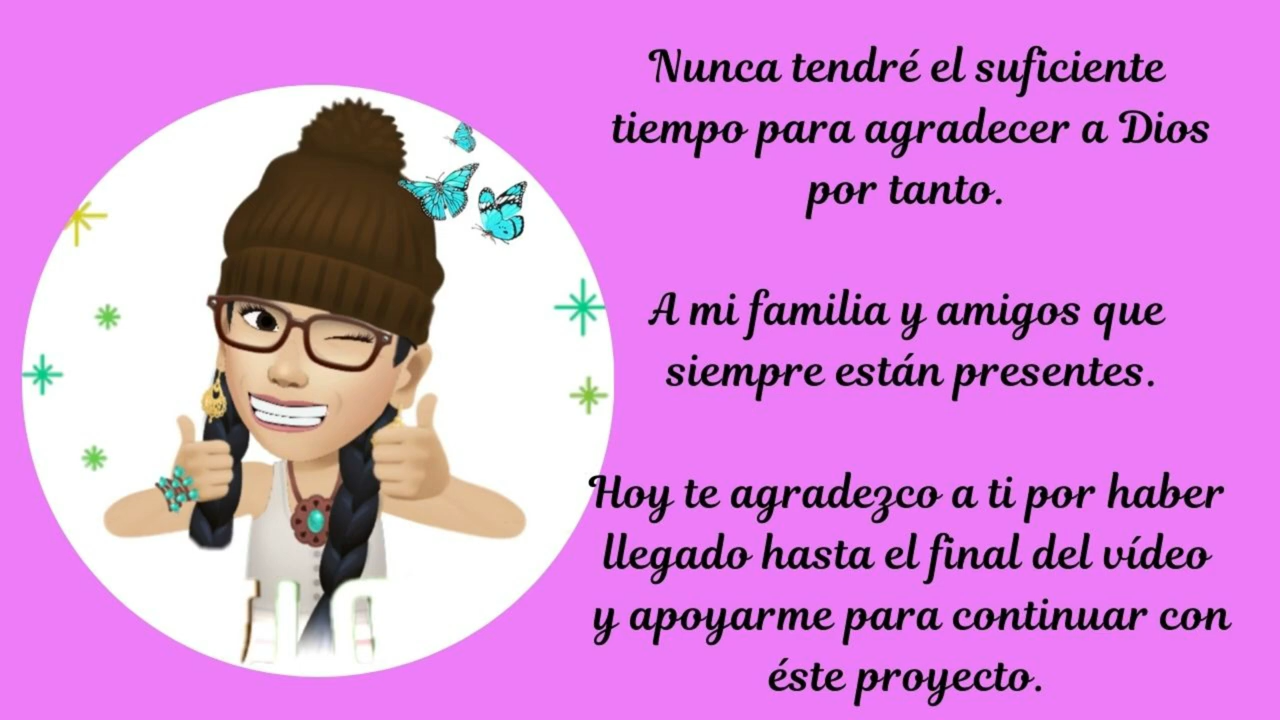 Nunca tendré el suficiente
tiempo para agradecer a Dios
por tanto.
A mi familia y amigos que
siempre están presentes.
Hoy te agradezco a ti por haber
llegado hasta el final del vídeo
y apoyarme para continuar con
éste proyecto.